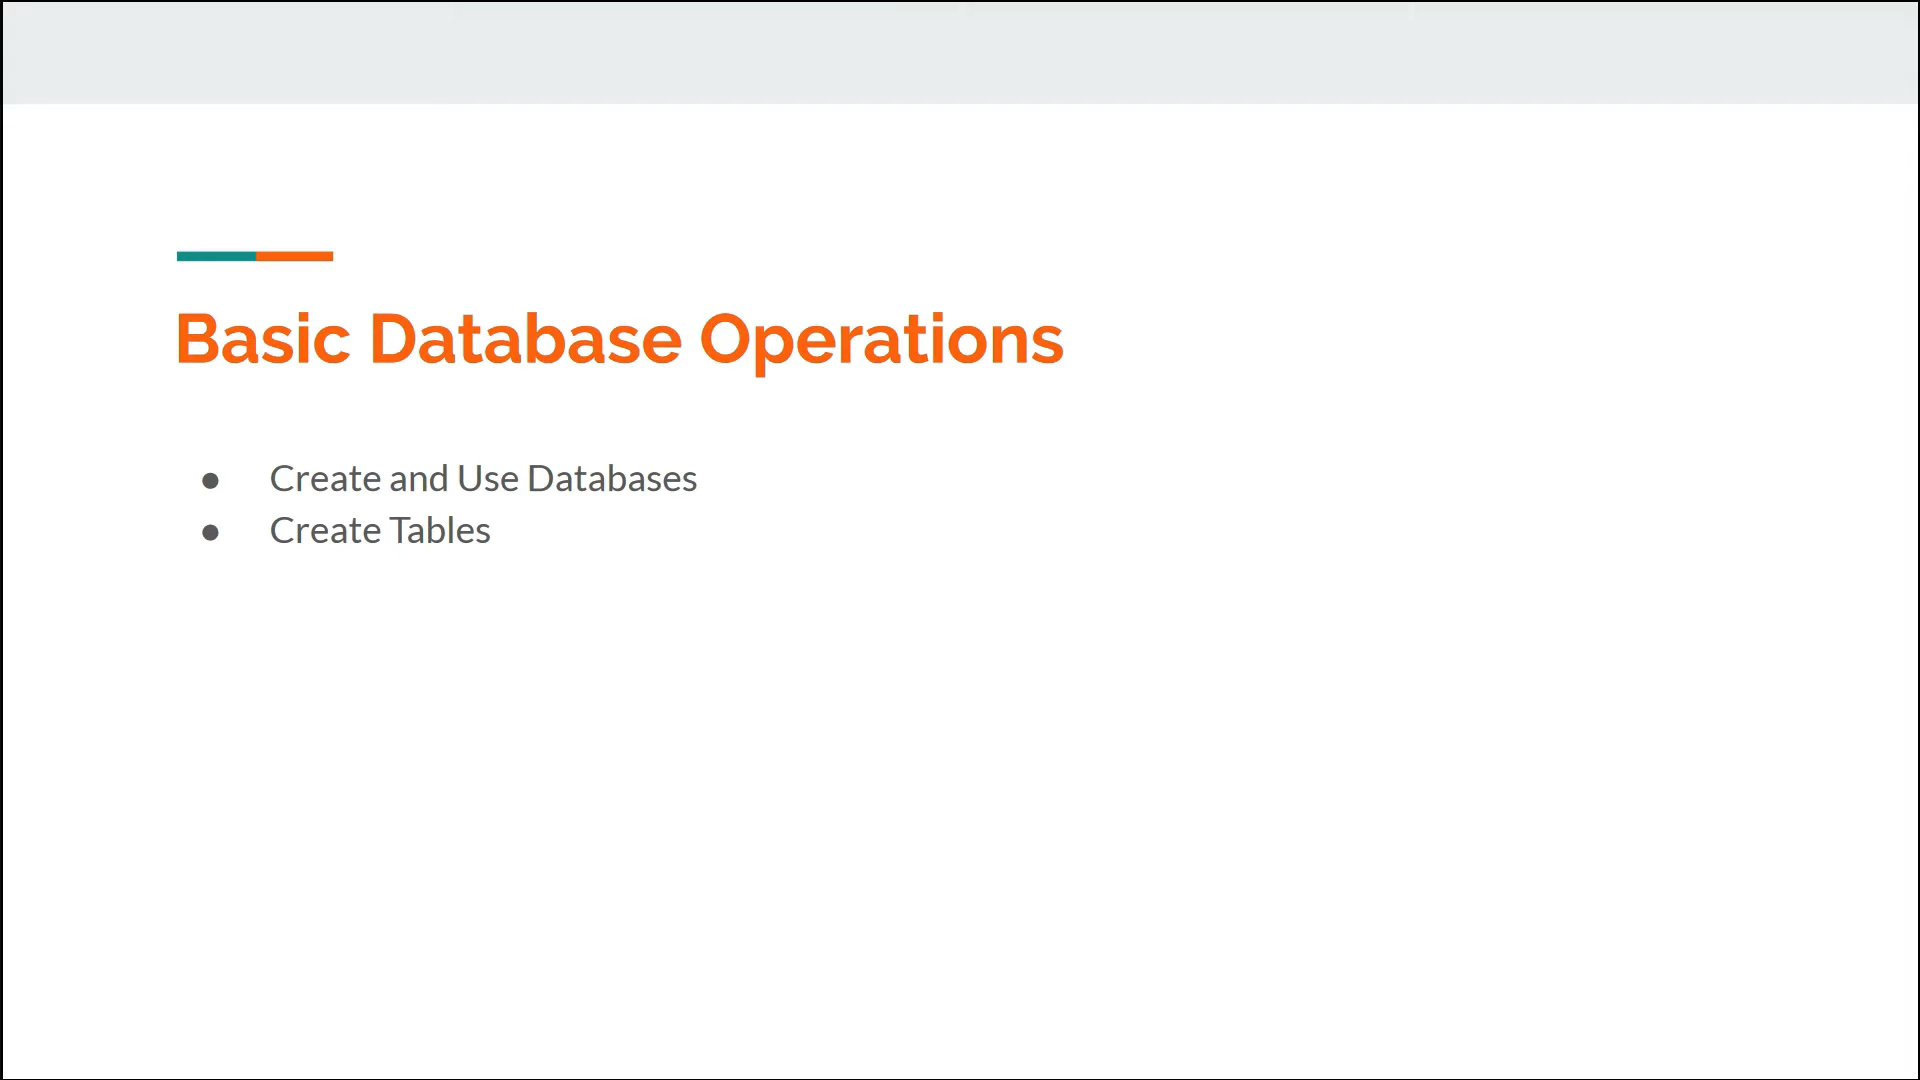 Basic Database Operations
● Create and Use Databases
● Create Tables